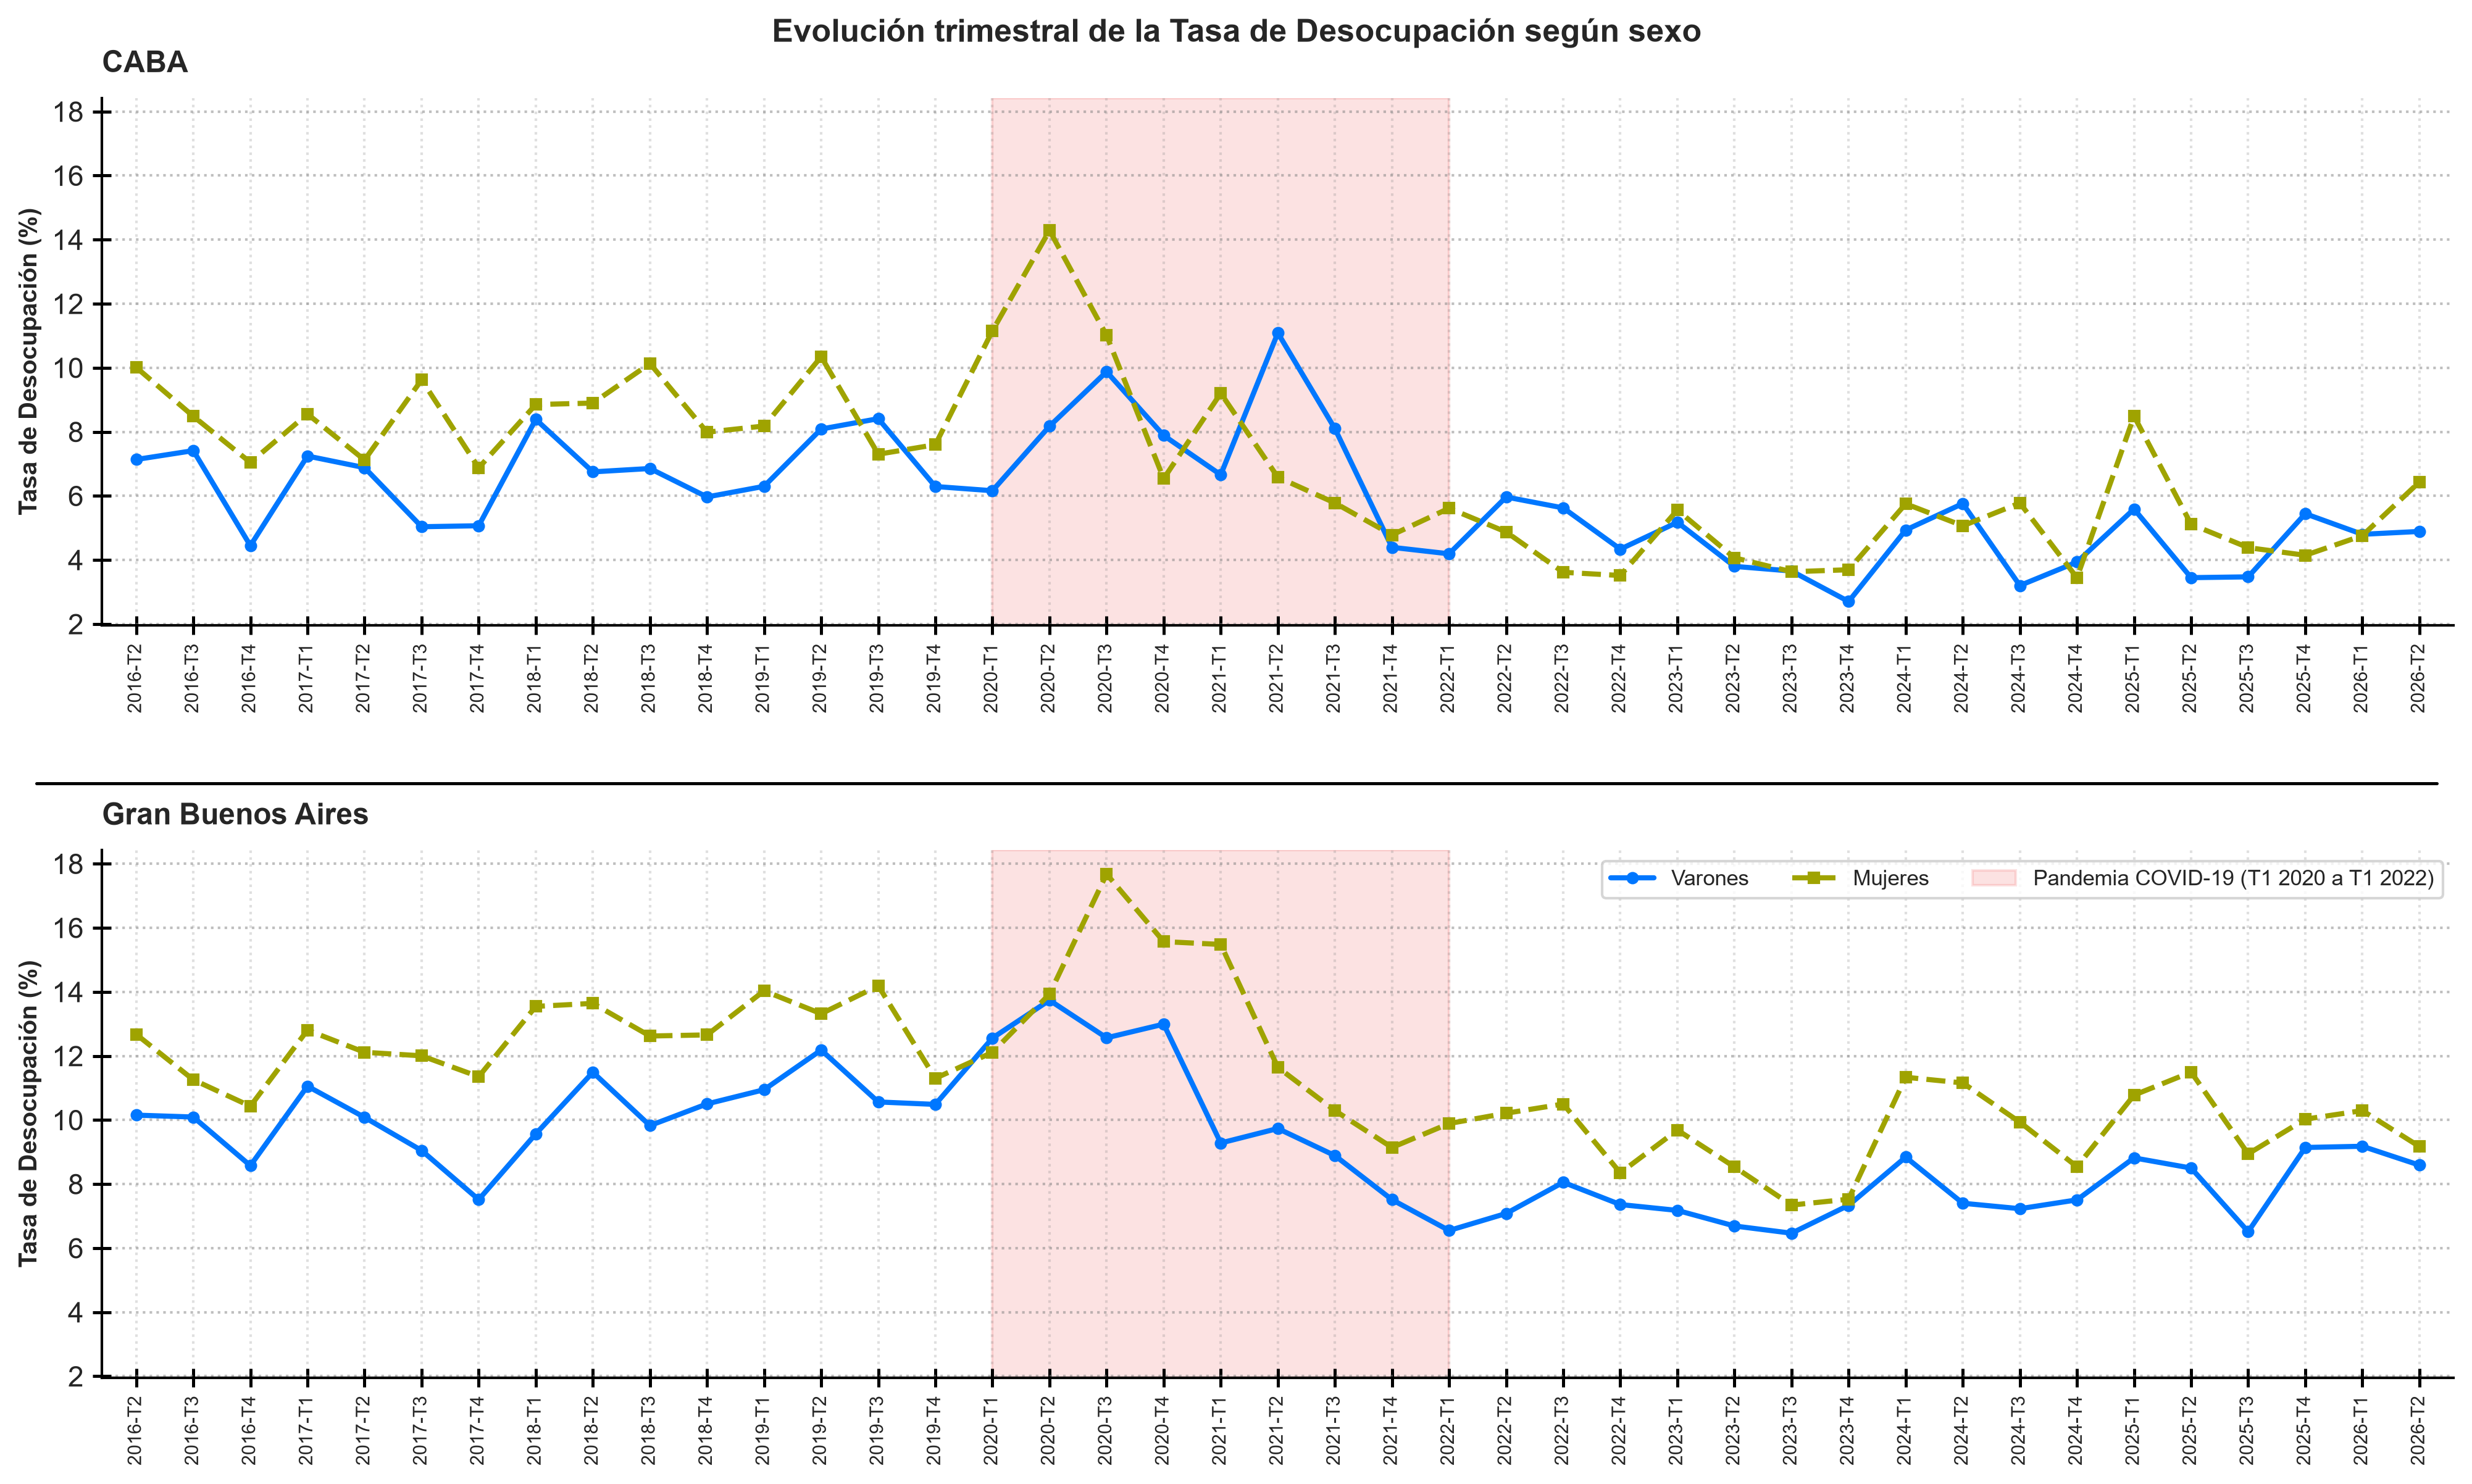 Evolución trimestral de la Tasa de Desocupación según sexo
CABA
Tasa de Desocupación (%)
18
16
14
12
10
8
6
4
2
2016-T2
2016-T3
2016-T4
2017-T1
2017-T2
2017-T3
2017-T4
2018-T1
2018-T2
2018-T3
2018-T4
2019-T1
2019-T2
2019-T3
2019-T4
2020-T1
2020-T2
2020-T3
2020-T4
2021-T1
2021-T2
2021-T3
2021-T4
2022-T1
2022-T2
2022-T3
2022-T4
2023-T1
2023-T2
2023-T3
2023-T4
2024-T1
2024-T2
2024-T3
2024-T4
2025-T1
2025-T2
2025-T3
2025-T4
2026-T1
2026-T2
Gran Buenos Aires
Varones
Mujeres
Pandemia COVID-19 (T1 2020 a T1 2022)
Tasa de Desocupación (%)
18
16
14
12
10
8
6
4
2
2016-T2
2016-T3
2016-T4
2017-T1
2017-T2
2017-T3
2017-T4
2018-T1
2018-T2
2018-T3
2018-T4
2019-T1
2019-T2
2019-T3
2019-T4
2020-T1
2020-T2
2020-T3
2020-T4
2021-T1
2021-T2
2021-T3
2021-T4
2022-T1
2022-T2
2022-T3
2022-T4
2023-T1
2023-T2
2023-T3
2023-T4
2024-T1
2024-T2
2024-T3
2024-T4
2025-T1
2025-T2
2025-T3
2025-T4
2026-T1
2026-T2